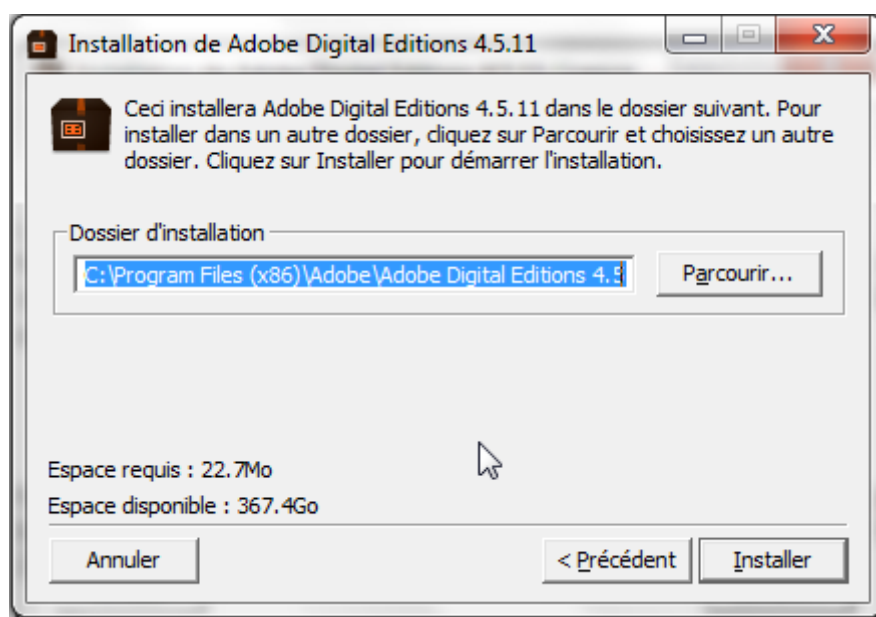 Installation de Adobe Digital Editions 4.5.11
Ceci installera Adobe Digital Editions 4.5.11 dans le dossier suivant. Pour
installer dans un autre dossier, cliquez sur Parcourir et choisissez un autre
dossier. Cliquez sur Installer pour démarrer l'installation.
Dossier d'installation
C:\Program Files (x86)\Adobe\Adobe Digital Editions 4.5
Parcourir...
Espace requis : 22.7Mo
Espace disponible : 367.4Go
Annuler
< Précédent
Installer